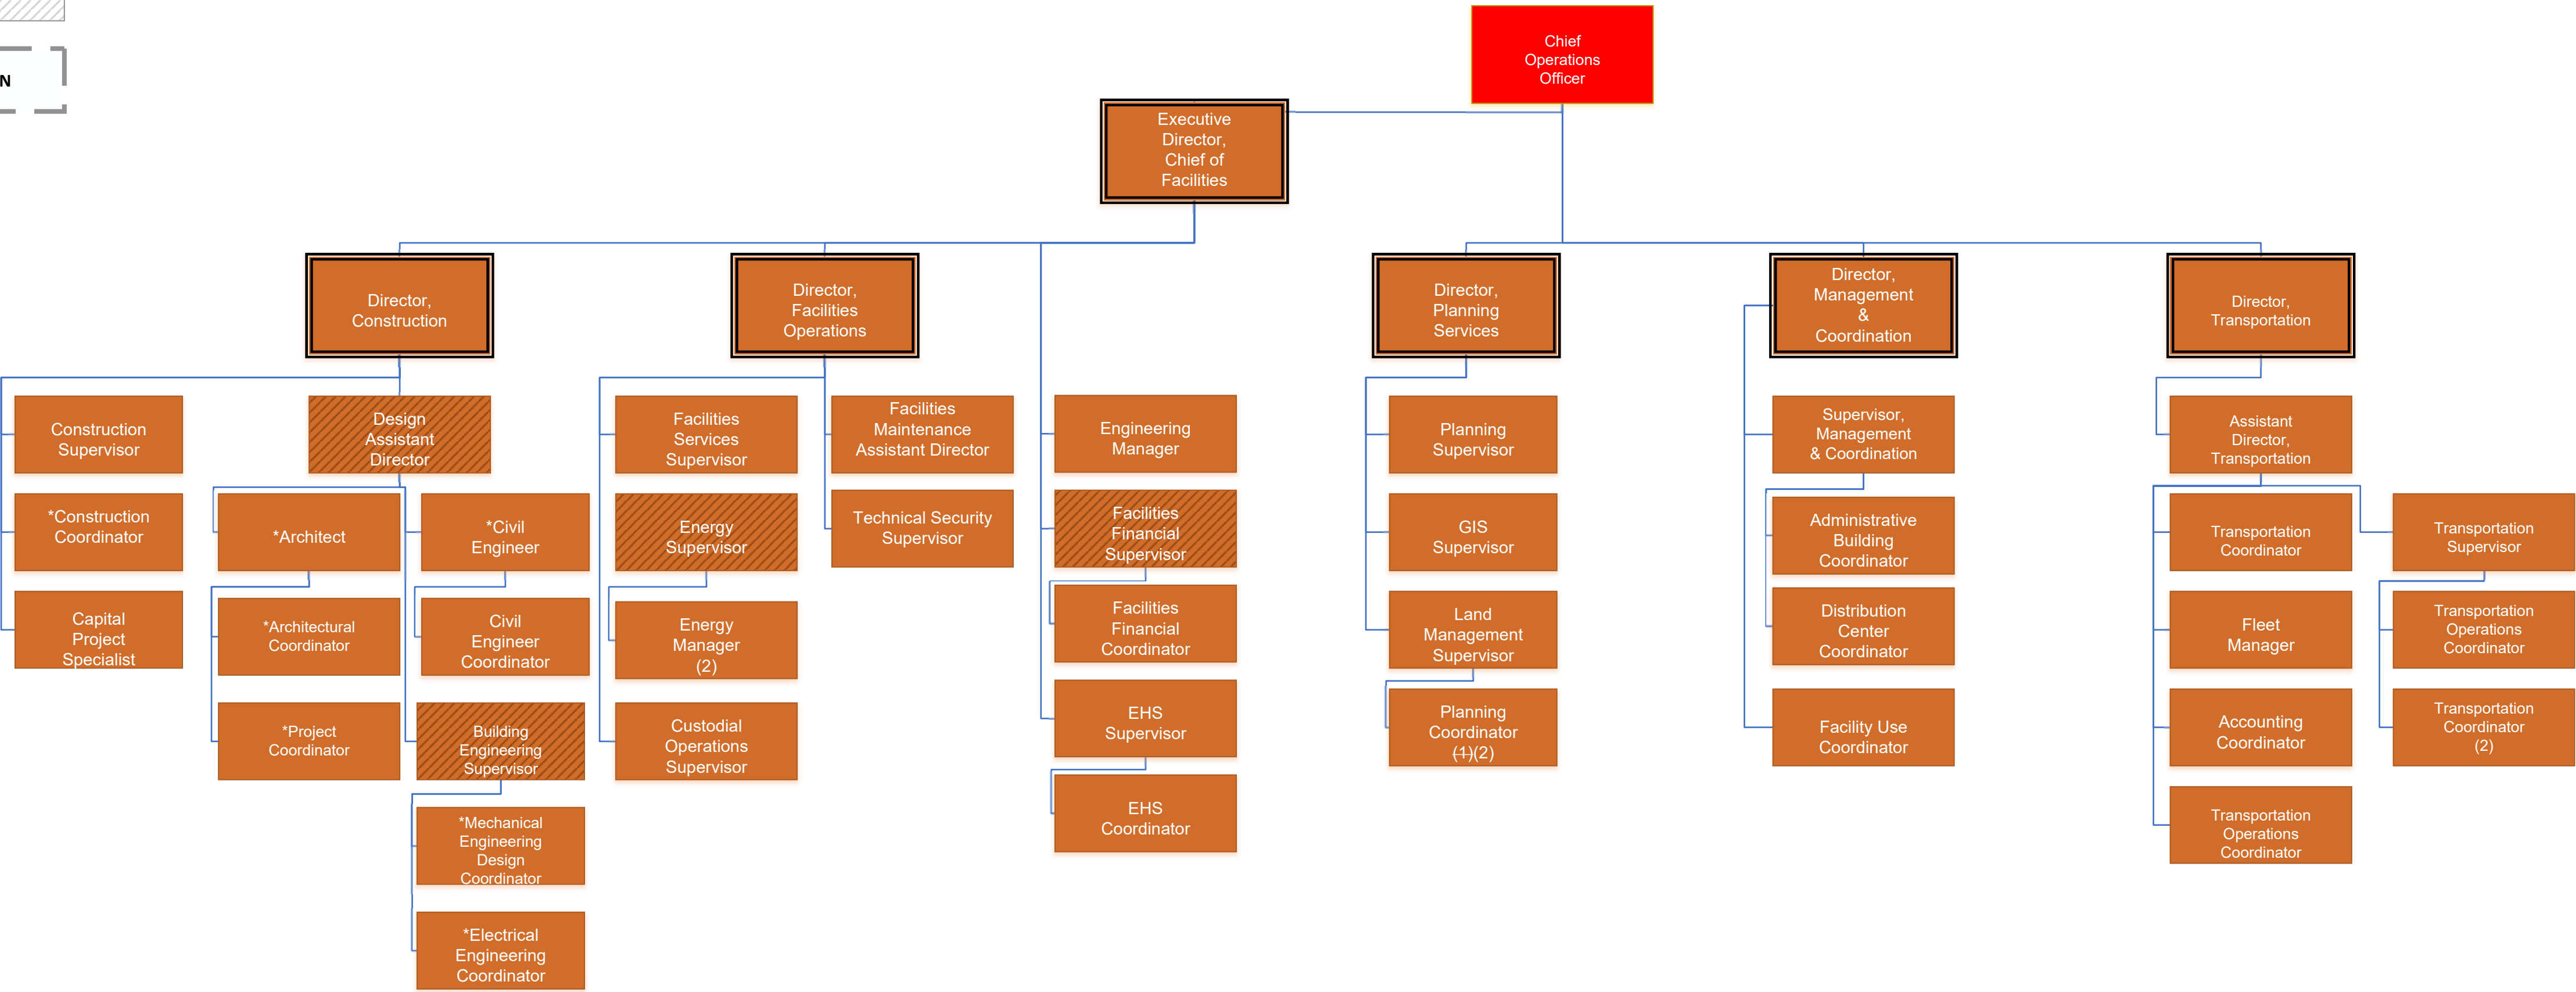 N
Chief
Operations
Officer
Executive
Director,
Chief of
Facilities
Director,
Construction
Director,
Facilities
Operations
Director,
Planning
Services
Director,
Management
&
Coordination
Director,
Transportation
Construction
Supervisor
*Construction
Coordinator
Capital
Project
Specialist
Design
Assistant
Director
*Architect
*Architectural
Coordinator
*Project
Coordinator
*Civil
Engineer
Civil
Engineer
Coordinator
Building
Engineering
Supervisor
*Mechanical
Engineering
Design
Coordinator
*Electrical
Engineering
Coordinator
Facilities
Services
Supervisor
Energy
Supervisor
Energy
Manager
(2)
Custodial
Operations
Supervisor
Facilities
Maintenance
Assistant Director
Technical Security
Supervisor
Engineering
Manager
Facilities
Financial
Supervisor
Facilities
Financial
Coordinator
EHS
Supervisor
EHS
Coordinator
Planning
Supervisor
GIS
Supervisor
Land
Management
Supervisor
Planning
Coordinator
(1)(2)
Supervisor,
Management
& Coordination
Administrative
Building
Coordinator
Distribution
Center
Coordinator
Facility Use
Coordinator
Assistant
Director,
Transportation
Transportation
Coordinator
Fleet
Manager
Accounting
Coordinator
Transportation
Operations
Coordinator
Transportation
Supervisor
Transportation
Operations
Coordinator
Transportation
Coordinator
(2)